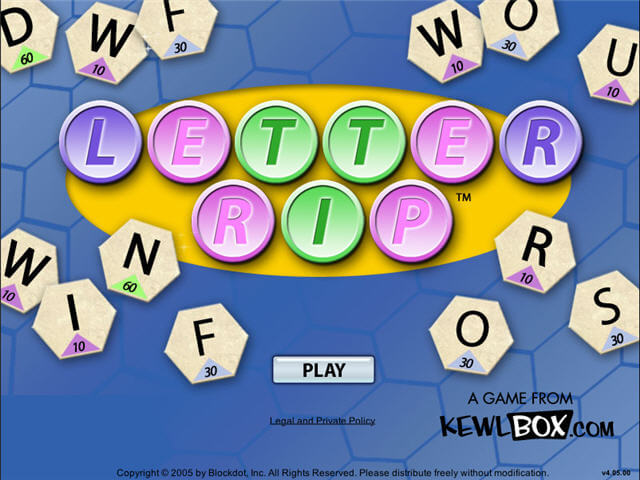 D
60
W
10
F
30
W
10
O
30
U
10
LETTER
RIP™
W
10
I
10
N
60
F
30
R
10
O
30
S
30
PLAY
Legal and Private Policy
A GAME FROM
KEWLBOX.COM
Copyright © 2005 by Blockdot, Inc. All Rights Reserved. Please distribute freely without modification.
v4.05.00